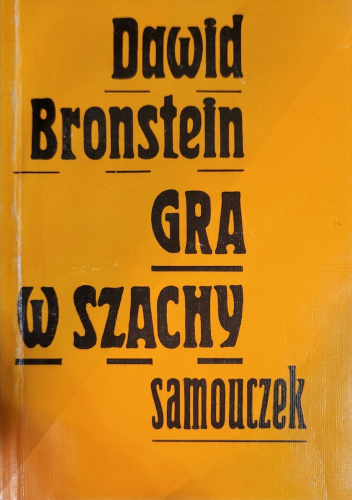 Dawid
Bronstein
GRA
W SZACHY
samouczek